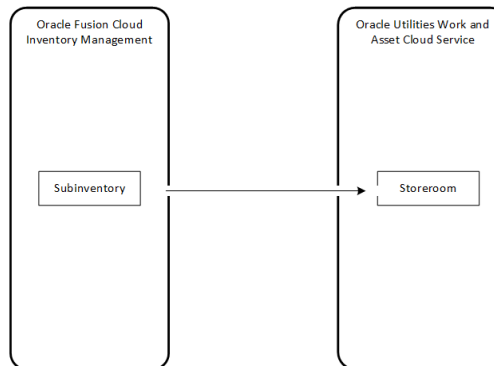 Oracle Fusion Cloud
Inventory Management
Oracle Utilities Work and
Asset Cloud Service
Subinventory
Storeroom